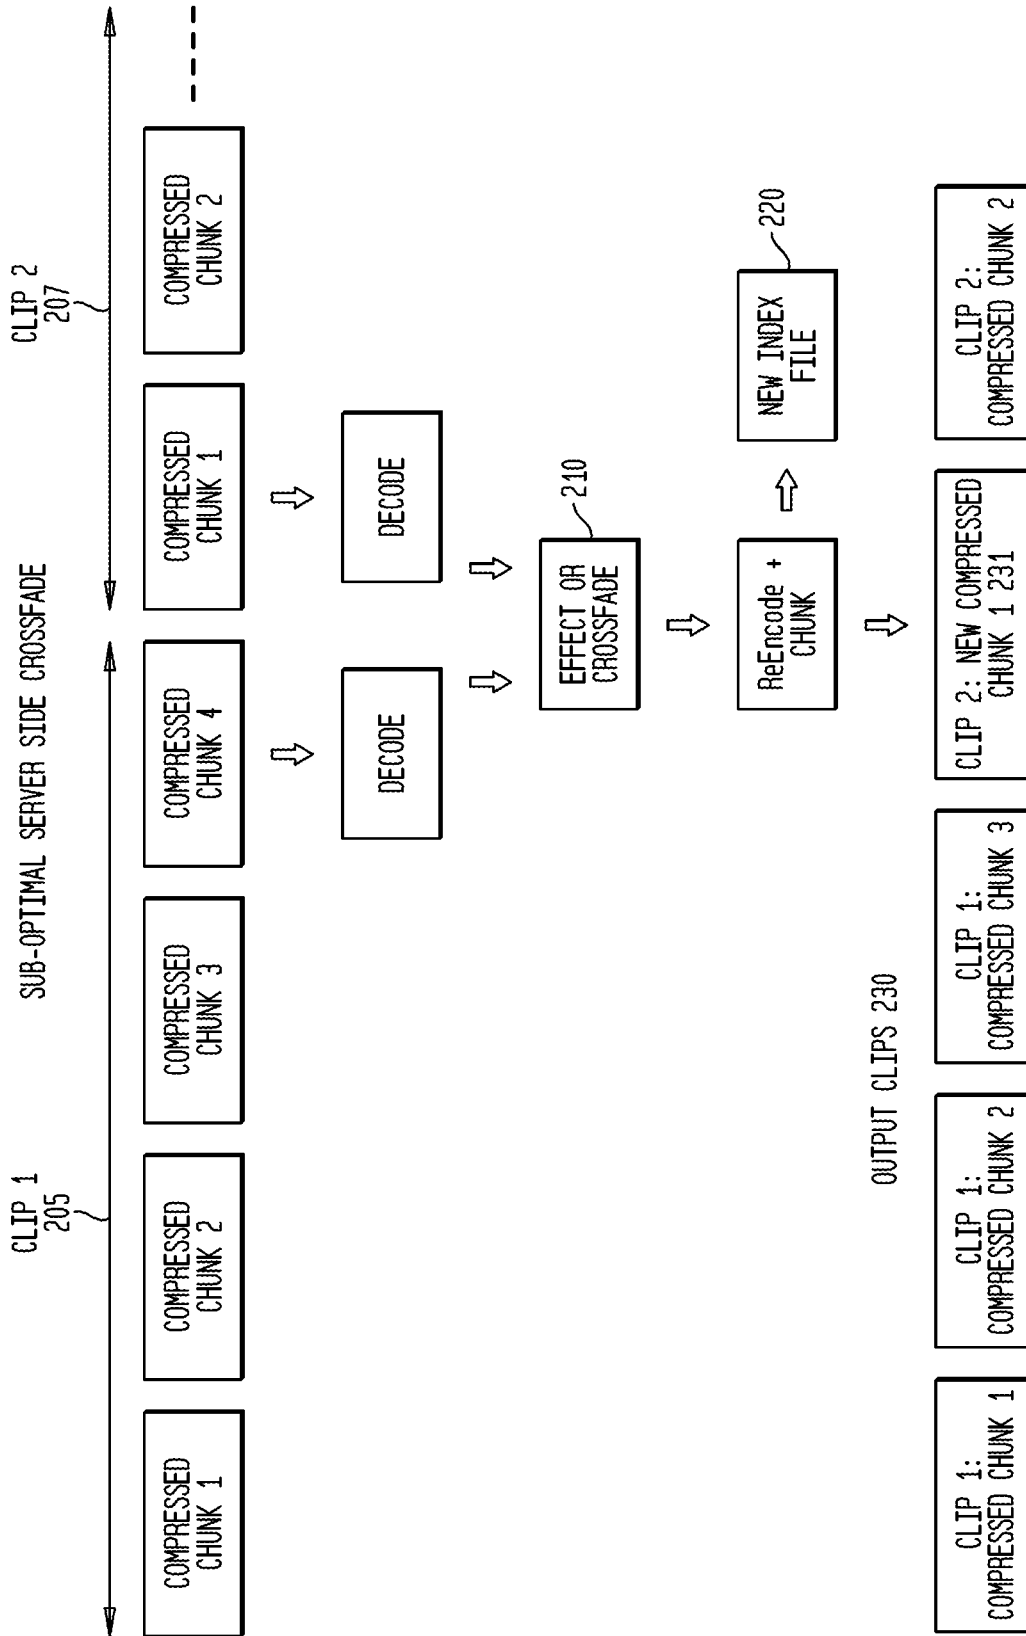 SUB-OPTIMAL SERVER SIDE CROSSFADE
CLIP 1
205
CLIP 2
207
COMPRESSED
CHUNK 1
COMPRESSED
CHUNK 2
COMPRESSED
CHUNK 3
COMPRESSED
CHUNK 4
COMPRESSED
CHUNK 1
COMPRESSED
CHUNK 2
DECODE
DECODE
EFFECT OR
CROSSFADE
210
ReEncode +
CHUNK
NEW INDEX
FILE
220
OUTPUT CLIPS 230
CLIP 1:
COMPRESSED CHUNK 1
CLIP 1:
COMPRESSED CHUNK 2
CLIP 1:
COMPRESSED CHUNK 3
CLIP 2: NEW COMPRESSED
CHUNK 1 231
CLIP 2:
COMPRESSED CHUNK 2